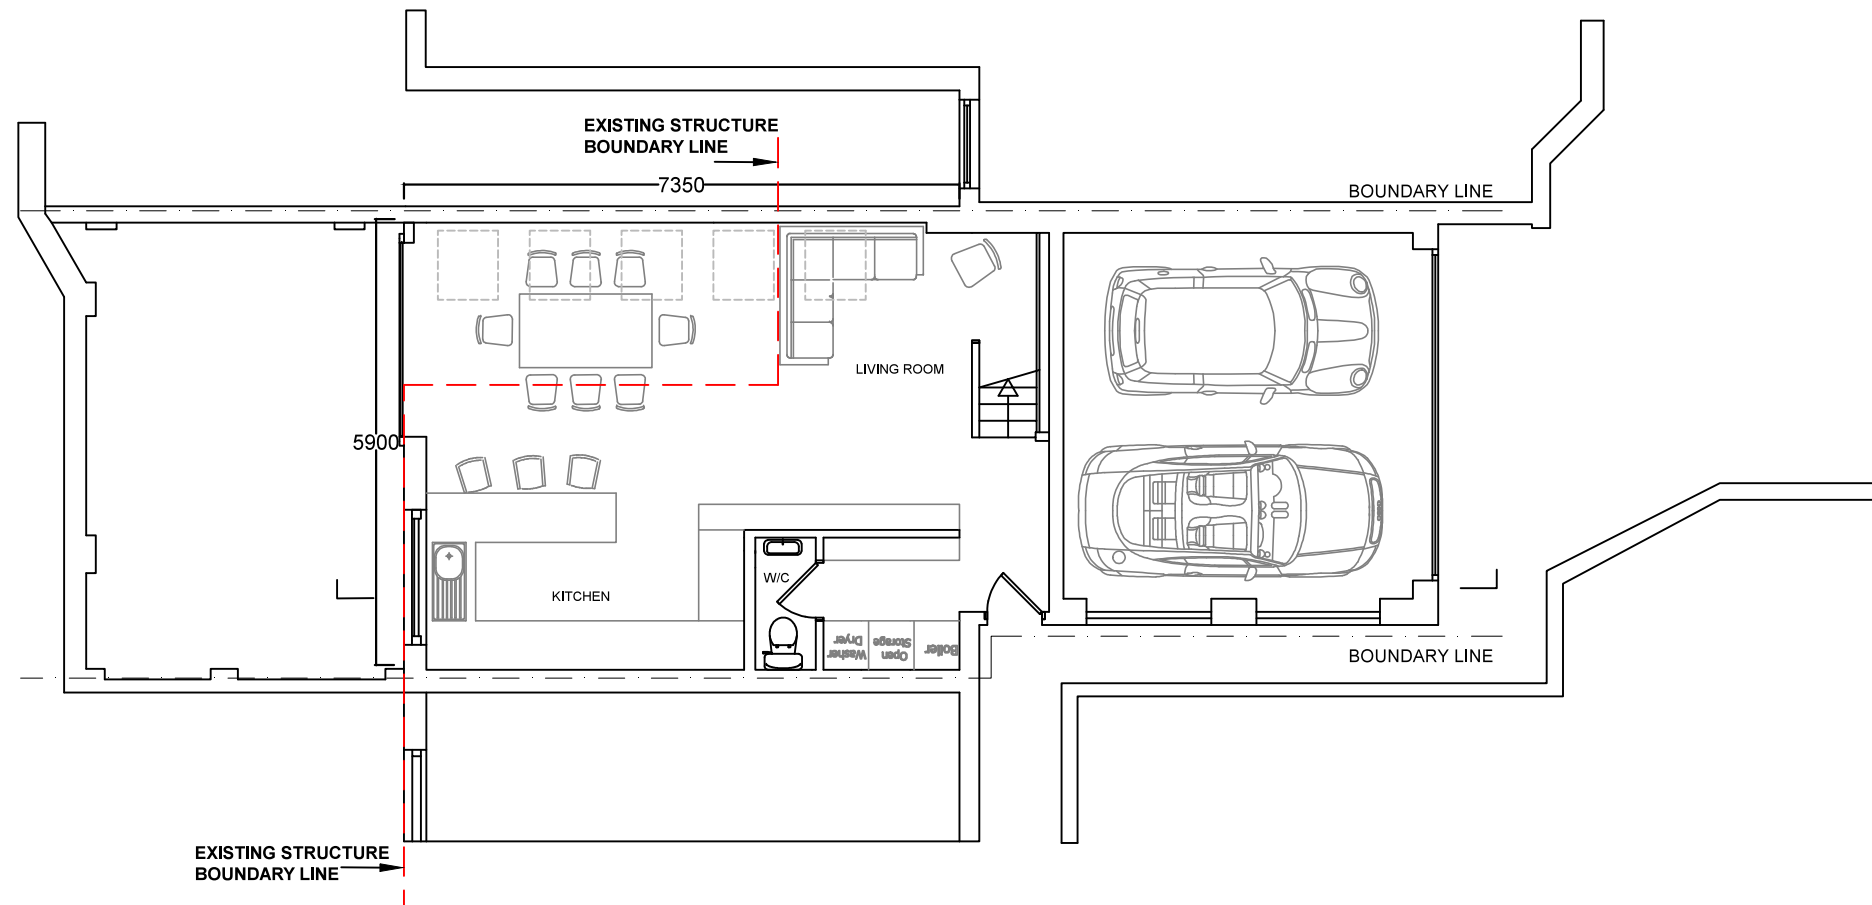 EXISTING STRUCTURE
BOUNDARY LINE
7350
BOUNDARY LINE
LIVING ROOM
5900
W/C
KITCHEN
Washer
Dryer
Open
Storage
Boiler
BOUNDARY LINE
EXISTING STRUCTURE
BOUNDARY LINE